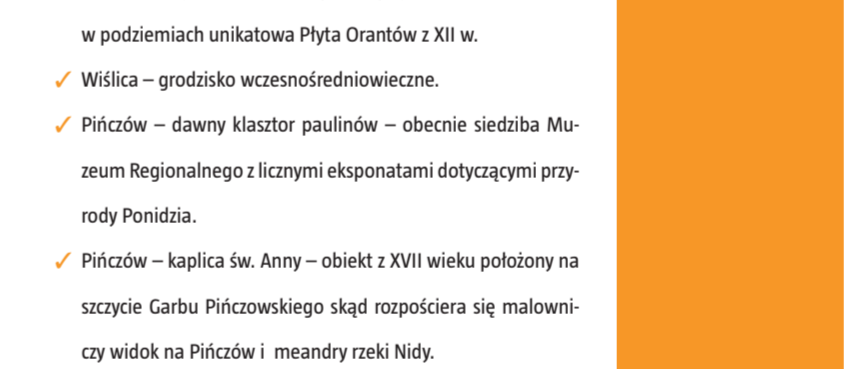 w podziemiach unikatowa Płyta Orantów z XII w.
✓ Wiślica – grodzisko wczesnośredniowieczne.
✓ Pińczów – dawny klasztor paulinów – obecnie siedziba Mu-
zeum Regionalnego z licznymi eksponatami dotyczącymi przy-
rody Ponidzia.
✓ Pińczów – kaplica św. Anny – obiekt z XVII wieku położony na
szczycie Garbu Pińczowskiego skąd rozpościera się malowni-
czy widok na Pińczów i meandry rzeki Nidy.